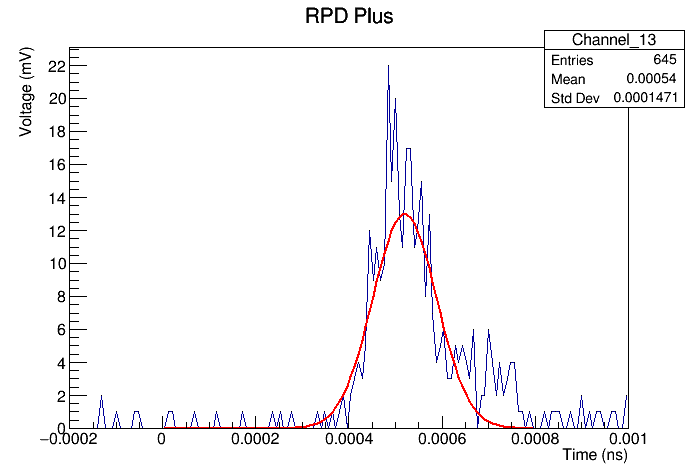 RPD Plus
Channel_13
Entries 645
Mean 0.00054
Std Dev 0.0001471
Voltage (mV)
22
20
18
16
14
12
10
8
6
4
2
0
−0.0002 0 0.0002 0.0004 0.0006 0.0008 0.001
Time (ns)